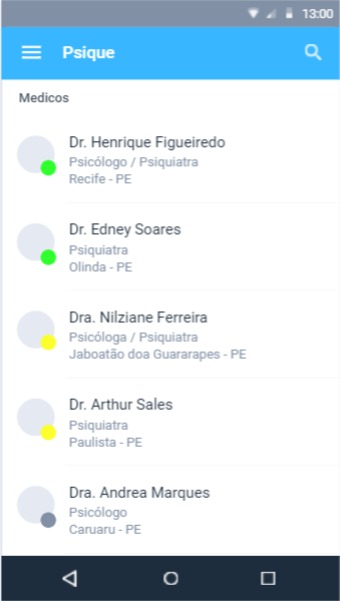 13:00
Psique
Medicos
Dr. Henrique Figueiredo
Psicólogo / Psiquiatra
Recife - PE
Dr. Edney Soares
Psiquiatra
Olinda - PE
Dra. Nilziane Ferreira
Psicóloga / Psiquiatra
Jaboatão doa Guararapes - PE
Dr. Arthur Sales
Psiquiatra
Paulista - PE
Dra. Andrea Marques
Psicólogo
Caruaru - PE